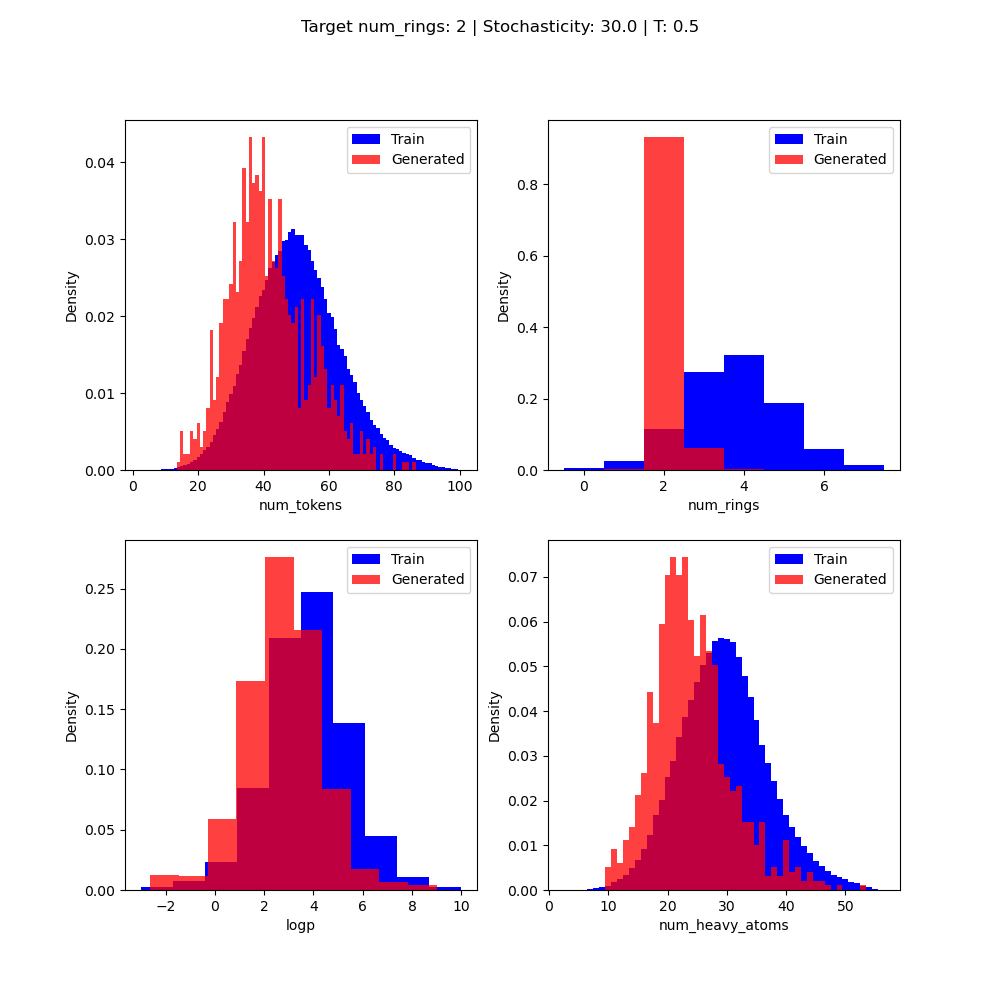 Target num_rings: 2 | Stochasticity: 30.0 | T: 0.5
Train
Generated
0.04
0.03
0.02
0.01
0.00
Density
0 20 40 60 80 100
num_tokens
Train
Generated
0.8
0.6
0.4
0.2
0.0
Density
0 2 4 6
num_rings
Train
Generated
0.25
0.20
0.15
0.10
0.05
0.00
Density
−2 0 2 4 6 8 10
logp
Train
Generated
0.07
0.06
0.05
0.04
0.03
0.02
0.01
0.00
Density
0 10 20 30 40 50
num_heavy_atoms